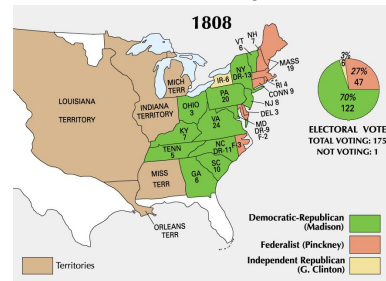 1808
VT
6
NH
7
MASS
19
NY
DR-13
IR-6
MICH
TERR
RI 4
CONN 9
NJ 8
DEL 3
MD
DR-9
F-2
PA
20
OHIO
3
INDIANA
TERRITORY
LOUISIANA
TERRITORY
VA
24
KY
7
NC
DR-11
F-3
TENN
5
SC
10
GA
6
MISS
TERR
ORLEANS
TERR
3%
6
27%
47
70%
122
ELECTORAL VOTE
TOTAL VOTING: 175
NOT VOTING: 1
Democratic-Republican
(Madison)
Federalist (Pinckney)
Independent Republican
(G. Clinton)
Territories